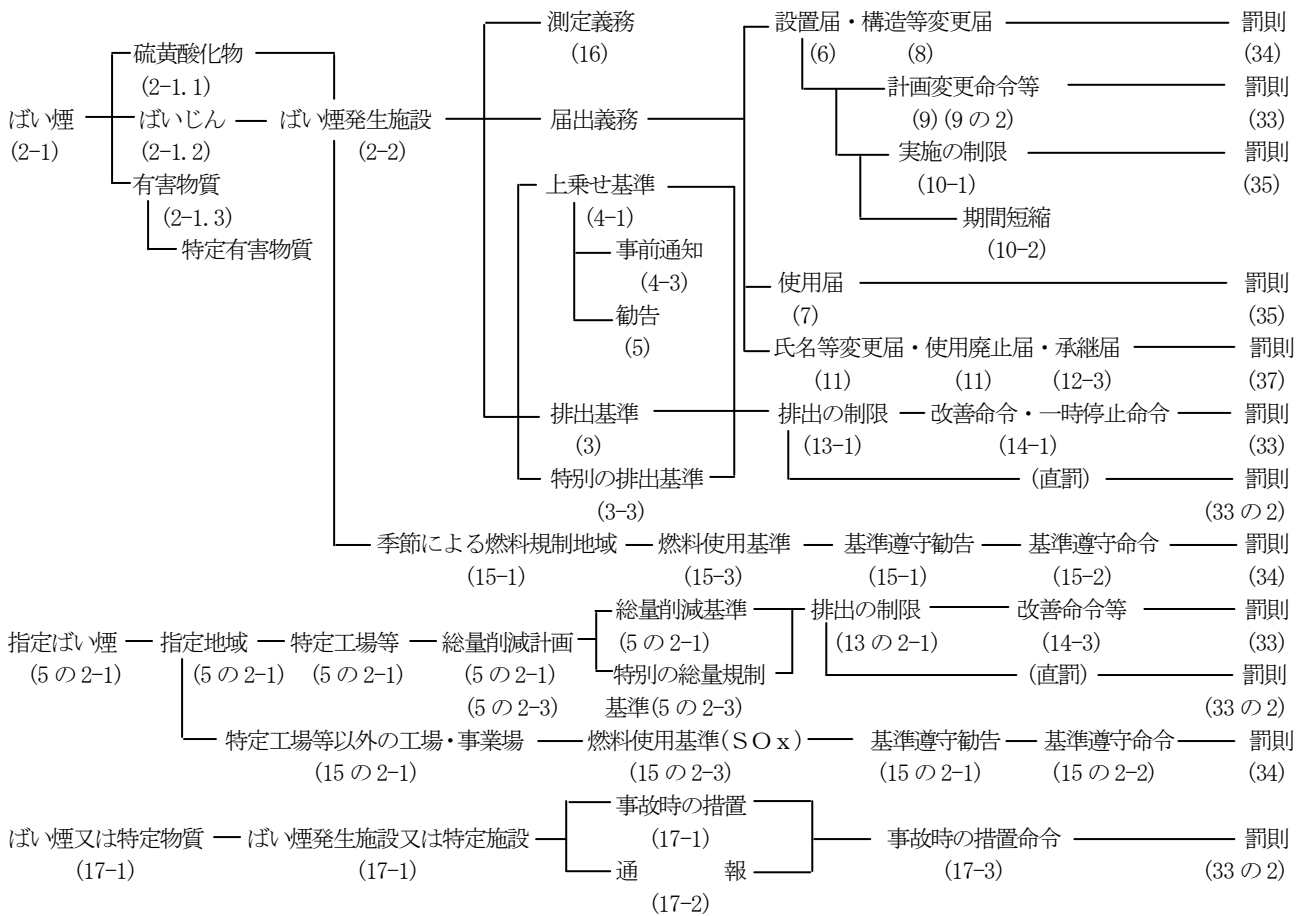 測定義務 設置届・構造等変更届 罰則
(16) (6) (8) (34)
硫黄酸化物
(2-1.1) 計画変更命令等 罰則
ばい煙 ばいじん ばい煙発生施設 届出義務 (9)(9の2) (33)
(2-1) (2-1.2) (2-2) 実施の制限 罰則
有害物質 上乗せ基準 (10-1) (35)
(2-1.3) (4-1) 期間短縮
特定有害物質 事前通知 (10-2)
(4-3) 使用届 罰則
勧告 (7) (35)
(5) 氏名等変更届・使用廃止届・承継届 罰則
(11) (11) (12-3) (37)
排出基準 排出の制限 改善命令・一時停止命令 罰則
(3) (13-1) (14-1) (33)
特別の排出基準 (直罰) 罰則
(3-3) (33の2)
季節による燃料規制地域 燃料使用基準 基準遵守勧告 基準遵守命令 罰則
(15-1) (15-3) (15-1) (15-2) (34)
総量削減基準 排出の制限 改善命令等 罰則
指定ばい煙 指定地域 特定工場等 総量削減計画 (5の2-1) (13の2-1) (14-3) (33)
(5の2-1) (5の2-1) (5の2-1) (5の2-1) 特別の総量規制 (直罰) 罰則
(5の2-3) 基準(5の2-3) (33の2)
特定工場等以外の工場・事業場 燃料使用基準(SOx) 基準遵守勧告 基準遵守命令 罰則
(15の2-1) (15の2-3) (15の2-1) (15の2-2) (34)
事故時の措置
ばい煙又は特定物質 ばい煙発生施設又は特定施設 (17-1) 事故時の措置命令 罰則
(17-1) (17-1) 通 報 (17-3) (33の2)
(17-2)